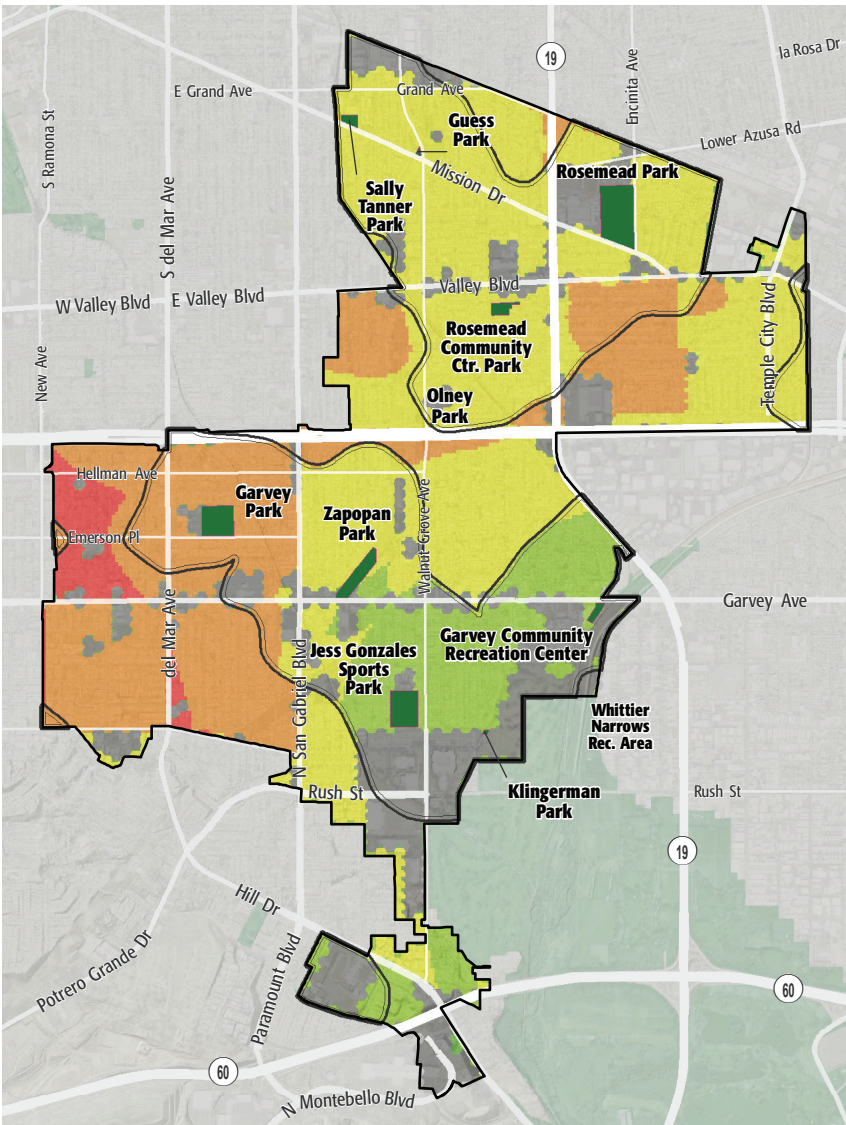 la Rosa Dr
19
Encinita Ave
E Grand Ave
Grand Ave
S Ramona St
Guess
Park
Lower Azusa Rd
Mission Dr
Rosemead Park
Sally
Tanner
Park
S del Mar Ave
W Valley Blvd
E Valley Blvd
Valley Blvd
Temple City Blvd
Rosemead
Community
Ctr. Park
New Ave
Olney
Park
Hellman Ave
Garvey
Park
Zapopan
Park
Walnut Grove Ave
Emerson Pl
Garvey Ave
del Mar Ave
Jess Gonzales
Sports
Park
Garvey Community
Recreation Center
N San Gabriel Blvd
Whittier
Narrows
Rec. Area
Rush St
Klingerman
Park
Rush St
19
Hill Dr
Potrero Grande Dr
Paramount Blvd
60
60
N Montebello Blvd